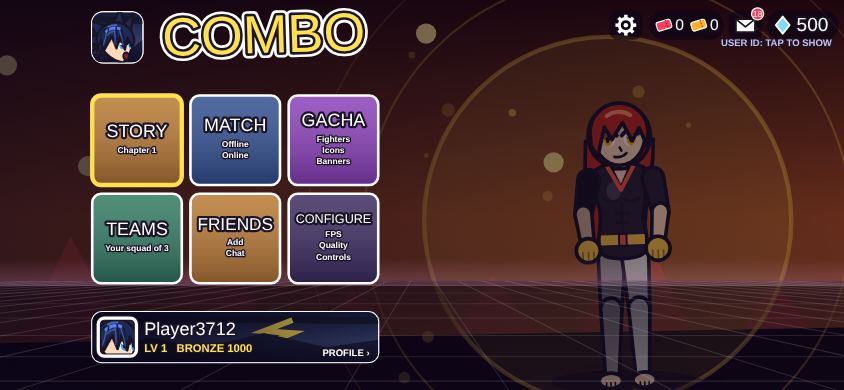 COMBO
0 0 18 500
USER ID: TAP TO SHOW
STORY
Chapter 1
MATCH
Offline
Online
GACHA
Fighters
Icons
Banners
TEAMS
Your squad of 3
FRIENDS
Add
Chat
CONFIGURE
FPS
Quality
Controls
Player3712
LV 1 BRONZE 1000
PROFILE ›